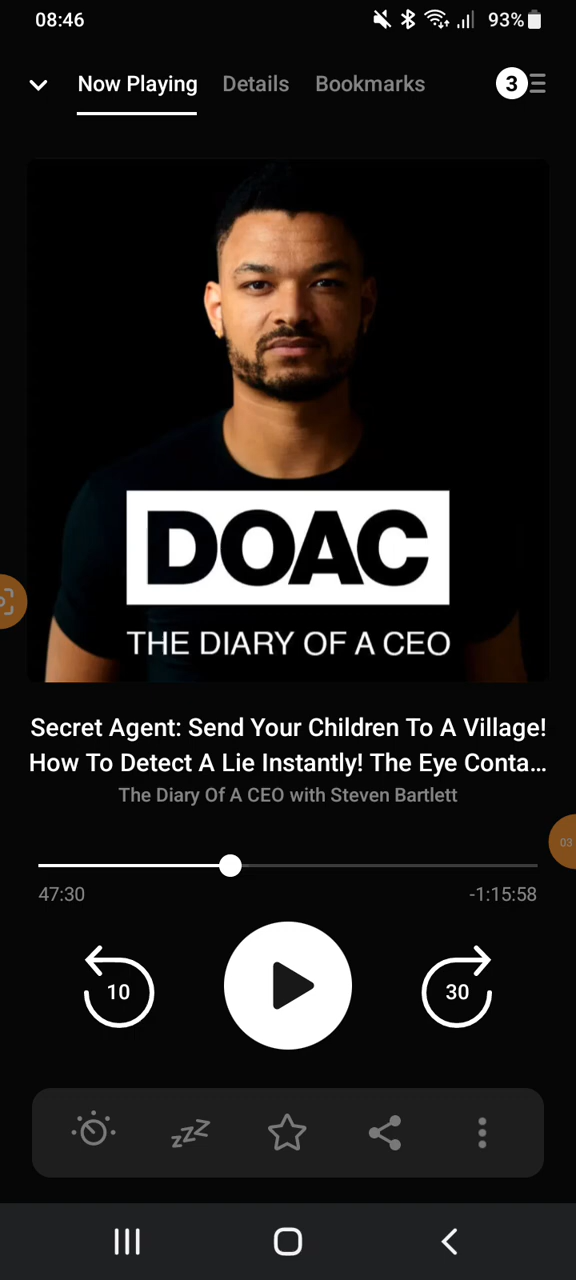 08:46
93%
Now Playing
Details
Bookmarks
3
DOAC
THE DIARY OF A CEO
Secret Agent: Send Your Children To A Village!
How To Detect A Lie Instantly! The Eye Conta...
The Diary Of A CEO with Steven Bartlett
03
47:30
-1:15:58
10
30
zzz